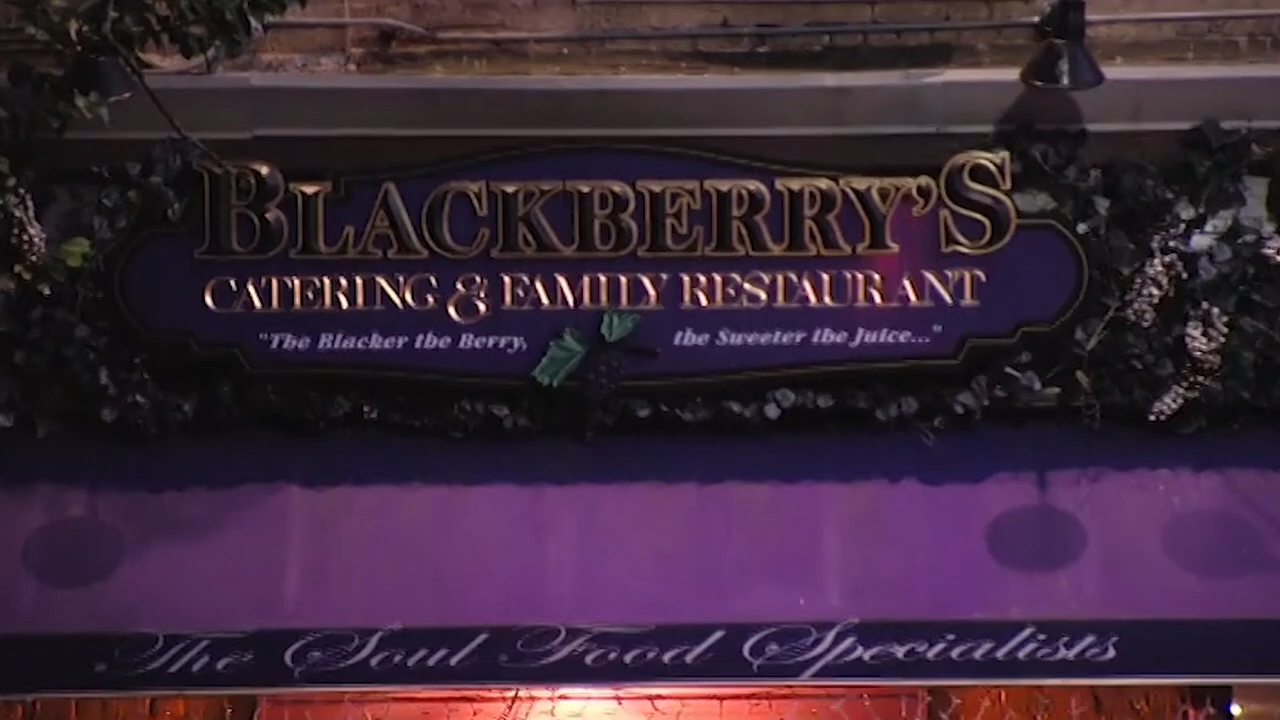 BLACKBERRY'S
CATERING & FAMILY RESTAURANT
"The Blacker the Berry, the Sweeter the Juice..."
The Soul Food Specialists